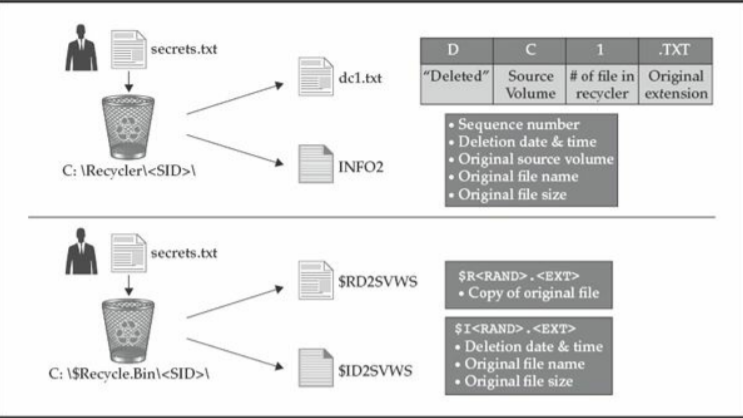 secrets.txt
C: \Recycler\<SID>\
dc1.txt
INFO2
D C 1 .TXT
"Deleted" Source Volume # of file in recycler Original extension
• Sequence number
• Deletion date & time
• Original source volume
• Original file name
• Original file size
secrets.txt
C: \$Recycle.Bin\<SID>\
$RD2SVWS
$ID2SVWS
$R<RAND>.<EXT>
• Copy of original file
$I<RAND>.<EXT>
• Deletion date & time
• Original file name
• Original file size